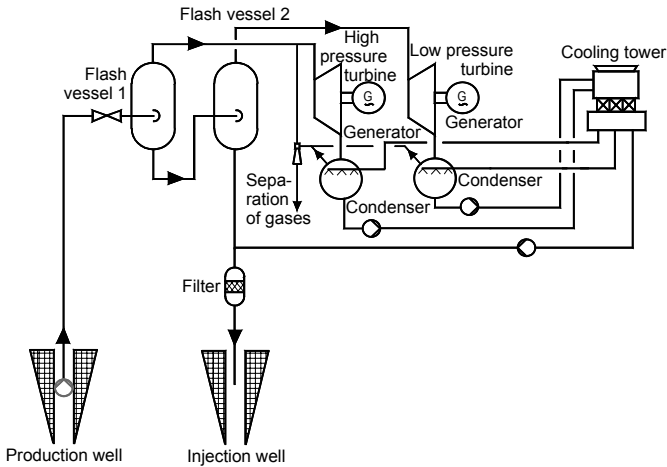 Flash vessel 2
High
pressure
turbine
Low pressure
turbine
Cooling tower
Flash
vessel 1
G
G
Generator
Generator
Sepa-
ration
of gases
Condenser
Condenser
Filter
Production well
Injection well